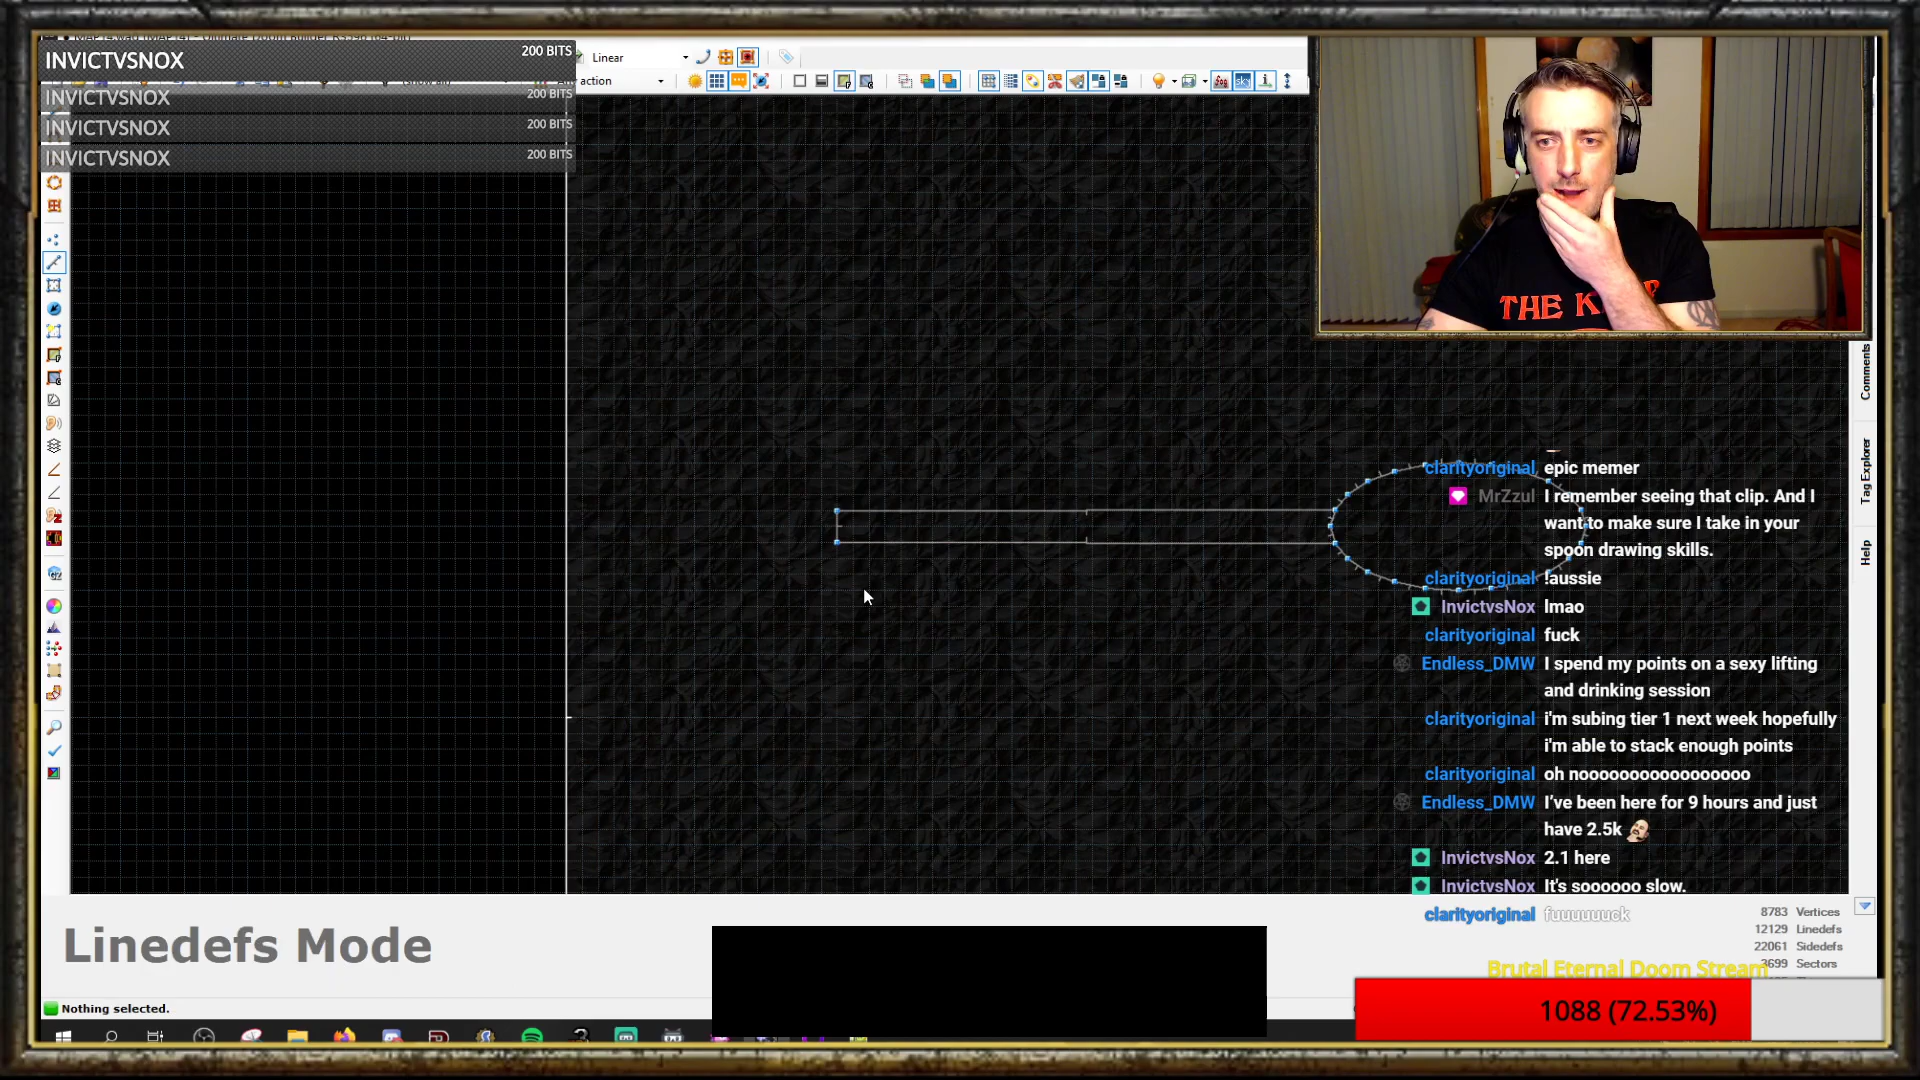 INVICTVSNOX 200 BITS
INVICTVSNOX 200 BITS
INVICTVSNOX 200 BITS
INVICTVSNOX 200 BITS
Linear
action
THE K
Comments
Tag Explorer
Help
clarityoriginal epic memer
MrZzul I remember seeing that clip. And I
want to make sure I take in your
spoon drawing skills.
clarityoriginal !aussie
InvictvsNox lmao
clarityoriginal fuck
Endless_DMW I spend my points on a sexy lifting
and drinking session
clarityoriginal i'm subing tier 1 next week hopefully
i'm able to stack enough points
clarityoriginal oh nooooooooooooooooo
Endless_DMW I've been here for 9 hours and just
have 2.5k
InvictvsNox 2.1 here
InvictvsNox It's soooooo slow.
clarityoriginal fuuuuuuck
8783 Vertices
12129 Linedefs
22061 Sidedefs
3699 Sectors
Linedefs Mode
Brutal Eternal Doom Stream
1088 (72.53%)
Nothing selected.